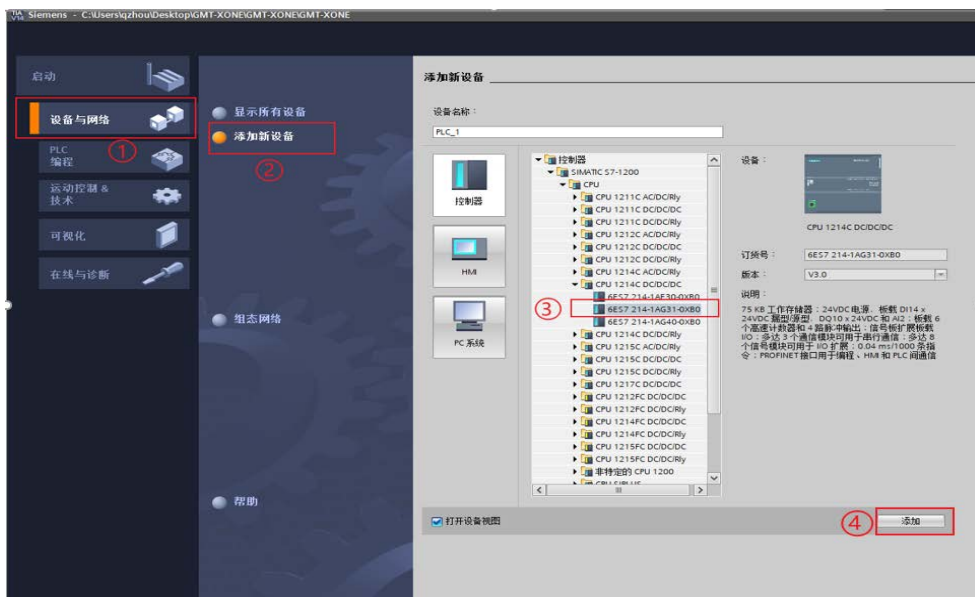 Siemens - C:\Users\qzhou\Desktop\GMT-XONE\GMT-XONE\GMT-XONE
启动
设备与网络
①
PLC
编程
运动控制 &
技术
可视化
在线与诊断
显示所有设备
添加新设备
②
组态网络
帮助
添加新设备
设备名称：
PLC_1
控制器
HMI
PC 系统
控制器
SIMATIC S7-1200
CPU
CPU 1211C AC/DC/Rly
CPU 1211C DC/DC/DC
CPU 1211C DC/DC/Rly
CPU 1212C AC/DC/Rly
CPU 1212C DC/DC/DC
CPU 1212C DC/DC/Rly
CPU 1214C AC/DC/Rly
CPU 1214C DC/DC/DC
6ES7 214-1AE30-0XB0
③
6ES7 214-1AG31-0XB0
6ES7 214-1AG40-0XB0
CPU 1214C DC/DC/Rly
CPU 1215C AC/DC/Rly
CPU 1215C DC/DC/DC
CPU 1215C DC/DC/Rly
CPU 1217C DC/DC/DC
CPU 1212FC DC/DC/DC
CPU 1212FC DC/DC/Rly
CPU 1214FC DC/DC/DC
CPU 1214FC DC/DC/Rly
CPU 1215FC DC/DC/DC
CPU 1215FC DC/DC/Rly
非特定的 CPU 1200
CPU SIPLUS
设备：
CPU 1214C DC/DC/DC
订货号：
6ES7 214-1AG31-0XB0
版本：
V3.0
说明：
75 KB 工作存储器；24VDC 电源，板载 DI14 x
24VDC 漏型/源型，DQ10 x 24VDC 和 AI2；板载 6
个高速计数器和 4 路脉冲输出；信号板扩展板载
I/O；多达 3 个通信模块可用于串行通信；多达 8
个信号模块可用于 I/O 扩展；0.04 ms/1000 条指
令；PROFINET 接口用于编程、HMI 和 PLC 间通信
打开设备视图
④
添加